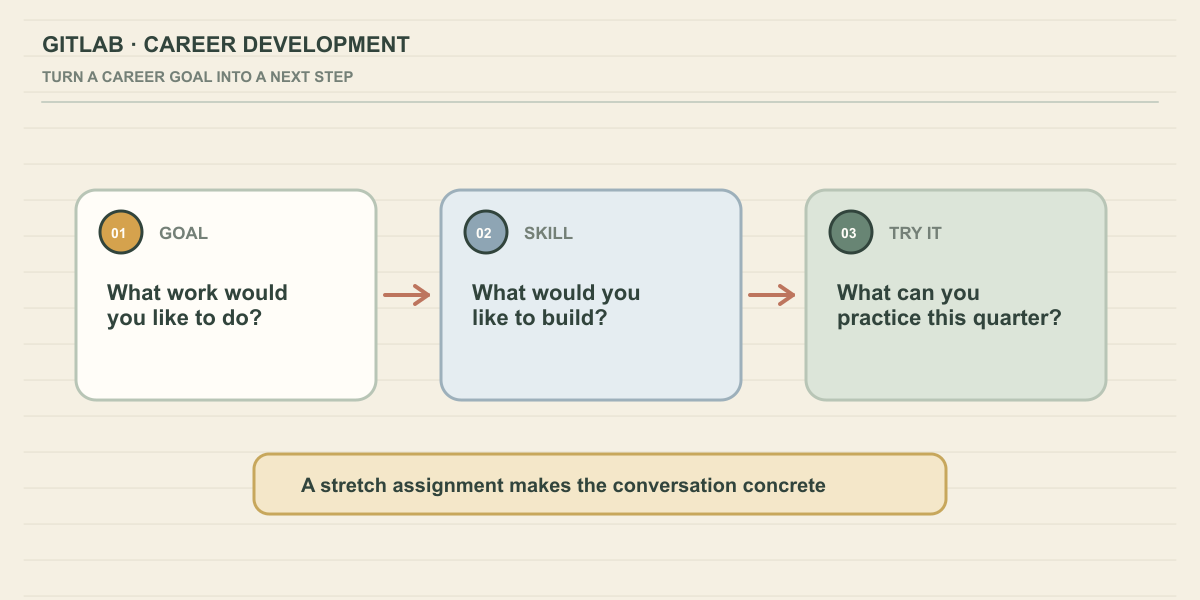 GITLAB · CAREER DEVELOPMENT
TURN A CAREER GOAL INTO A NEXT STEP
01 GOAL
What work would
you like to do?
02 SKILL
What would you
like to build?
03 TRY IT
What can you
practice this quarter?
A stretch assignment makes the conversation concrete